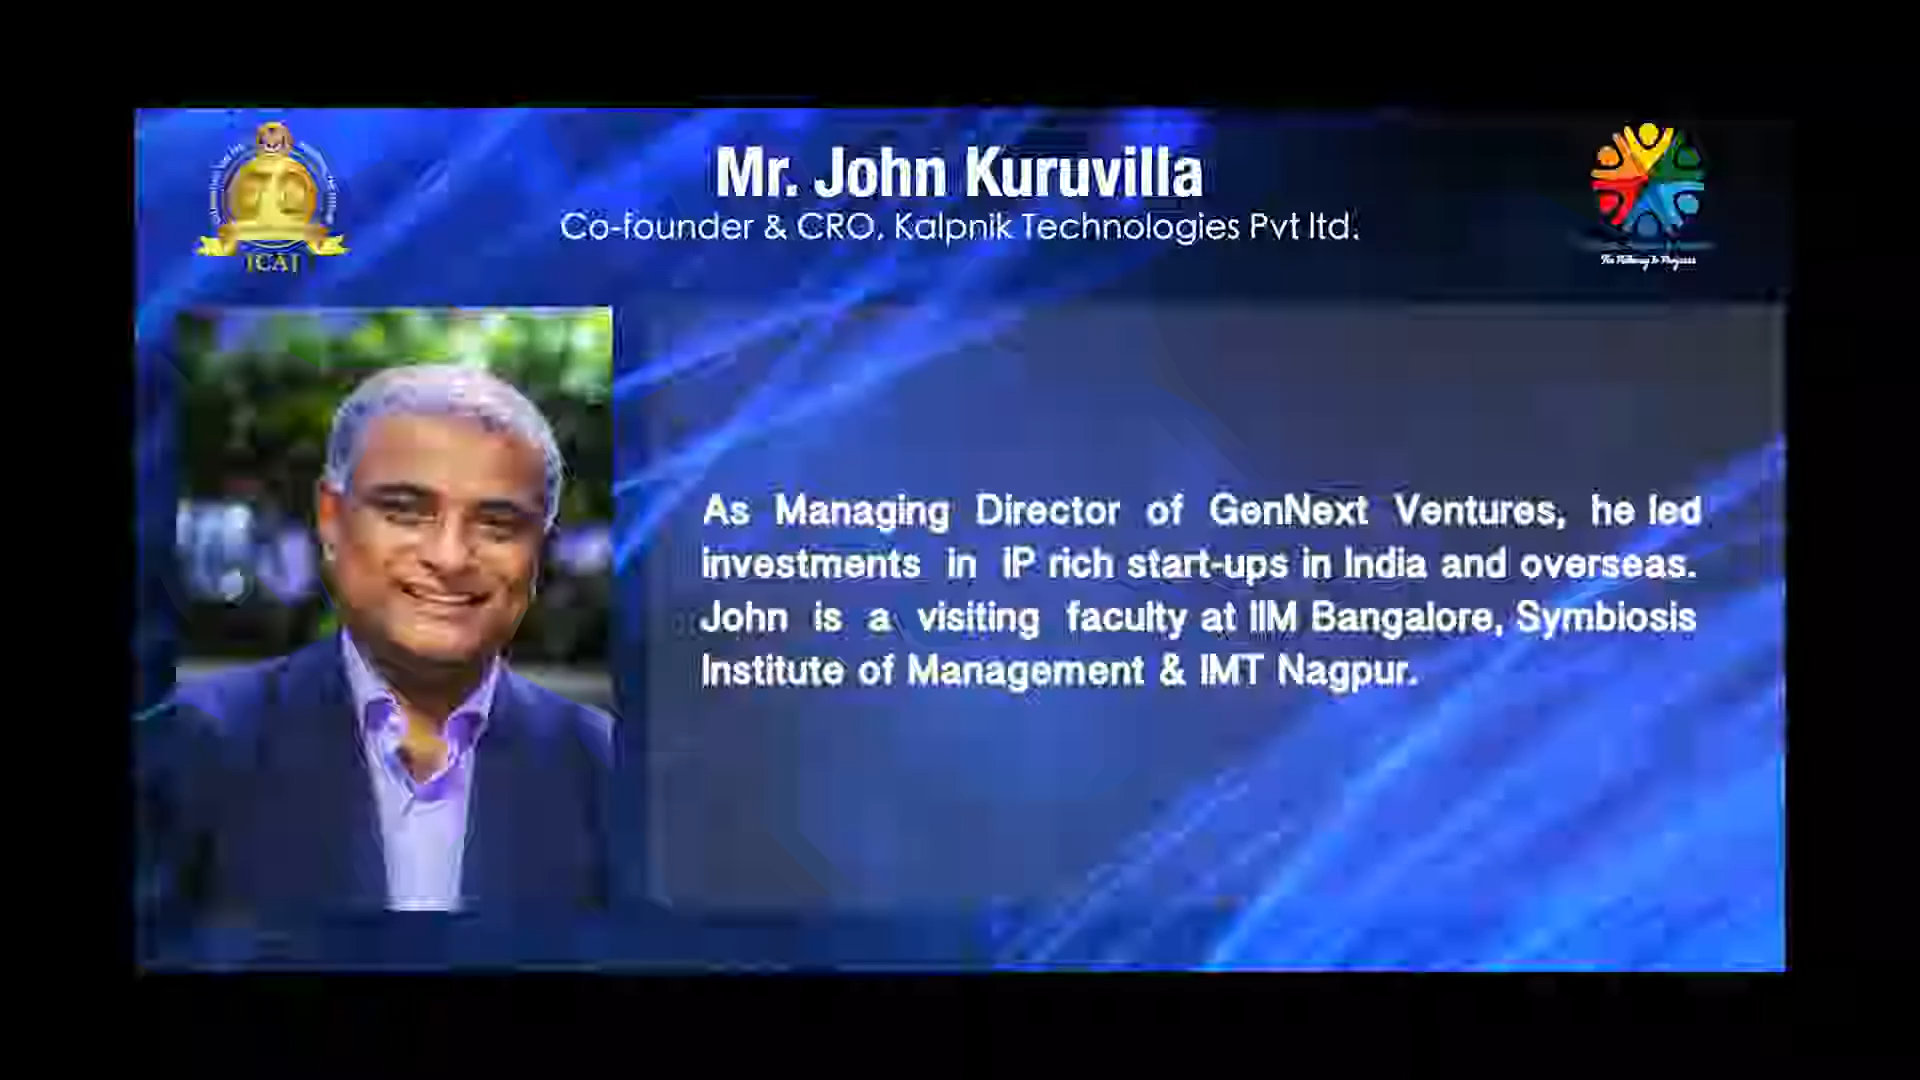 ICAI
Mr. John Kuruvilla
Co-founder & CRO, Kalpnik Technologies Pvt ltd.
As Managing Director of GenNext Ventures, he led
investments in IP rich start-ups in India and overseas.
John is a visiting faculty at IIM Bangalore, Symbiosis
Institute of Management & IMT Nagpur.